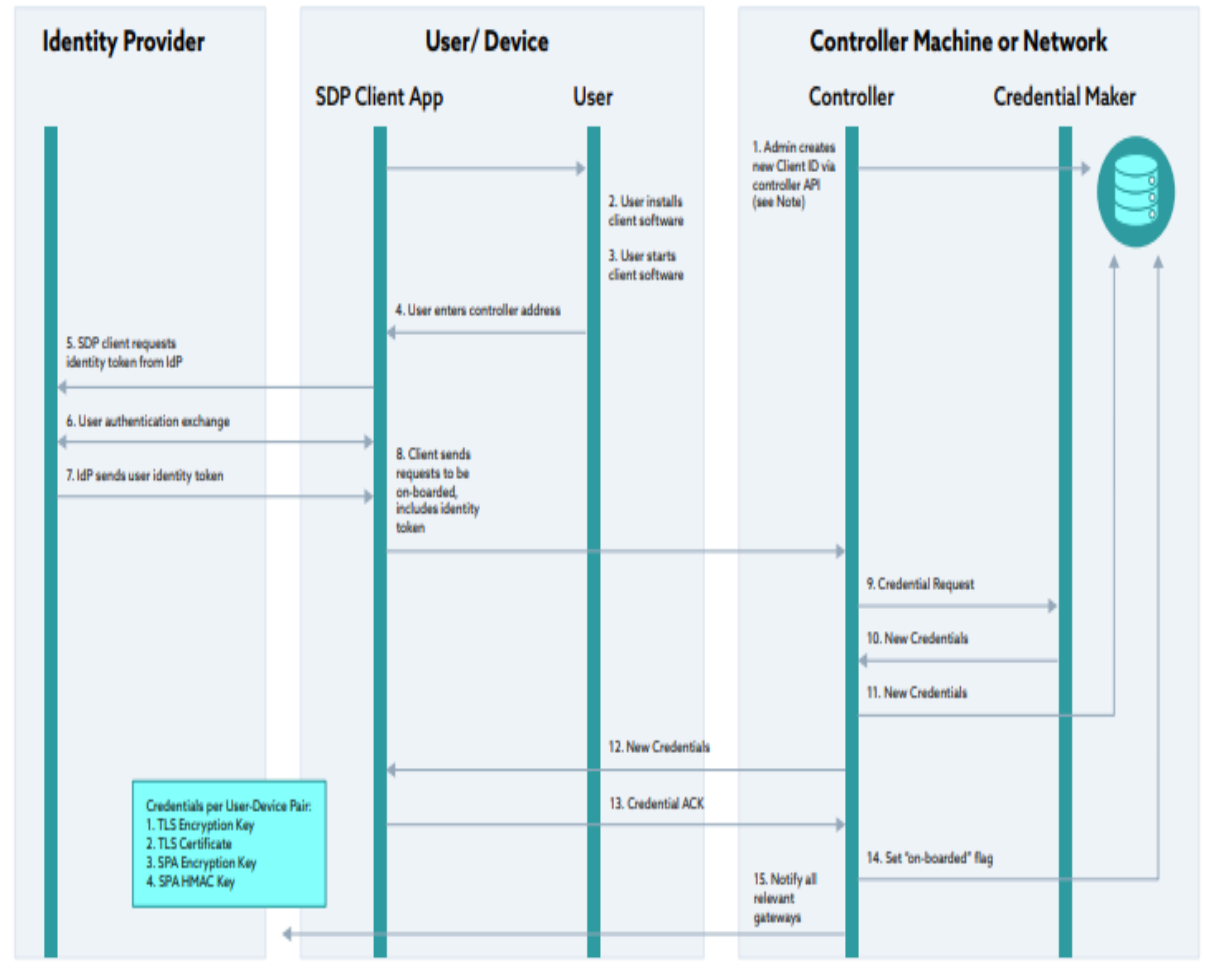 Identity Provider
User/ Device
Controller Machine or Network
SDP Client App
User
Controller
Credential Maker
1. Admin creates
new Client ID via
controller API
(see Note)
2. User installs
client software
3. User starts
client software
4. User enters controller address
5. SDP client requests
identity token from IdP
6. User authentication exchange
7. IdP sends user identity token
8. Client sends
requests to be
on-boarded,
includes identity
token
9. Credential Request
10. New Credentials
11. New Credentials
12. New Credentials
13. Credential ACK
Credentials per User-Device Pair:
1. TLS Encryption Key
2. TLS Certificate
3. SPA Encryption Key
4. SPA HMAC Key
14. Set "on-boarded" flag
15. Notify all
relevant
gateways